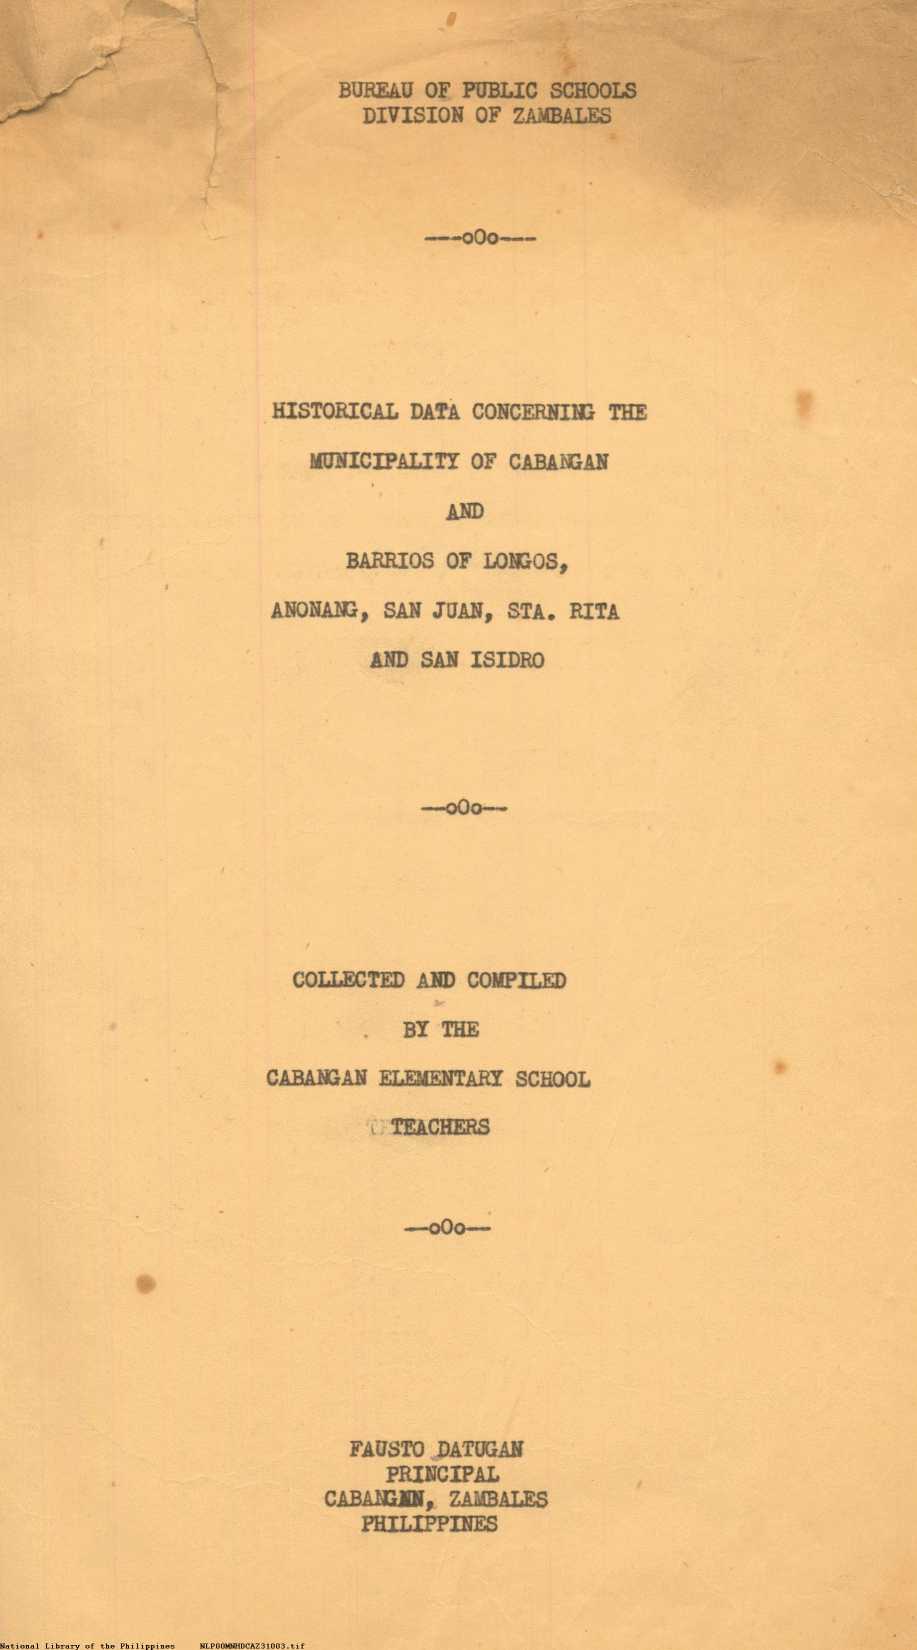 BUREAU OF PUBLIC SCHOOLS
DIVISION OF ZAMBALES
---oOo---
HISTORICAL DATA CONCERNING THE
MUNICIPALITY OF CABANGAN
AND
BARRIOS OF LONGOS,
ANONANG, SAN JUAN, STA. RITA
AND SAN ISIDRO
--oOo--
COLLECTED AND COMPILED
BY THE
CABANGAN ELEMENTARY SCHOOL
TEACHERS
--oOo--
FAUSTO DATUGAN
PRINCIPAL
CABANGAN, ZAMBALES
PHILIPPINES
National Library of the Philippines NLP00MNHDCAZ31003.tif